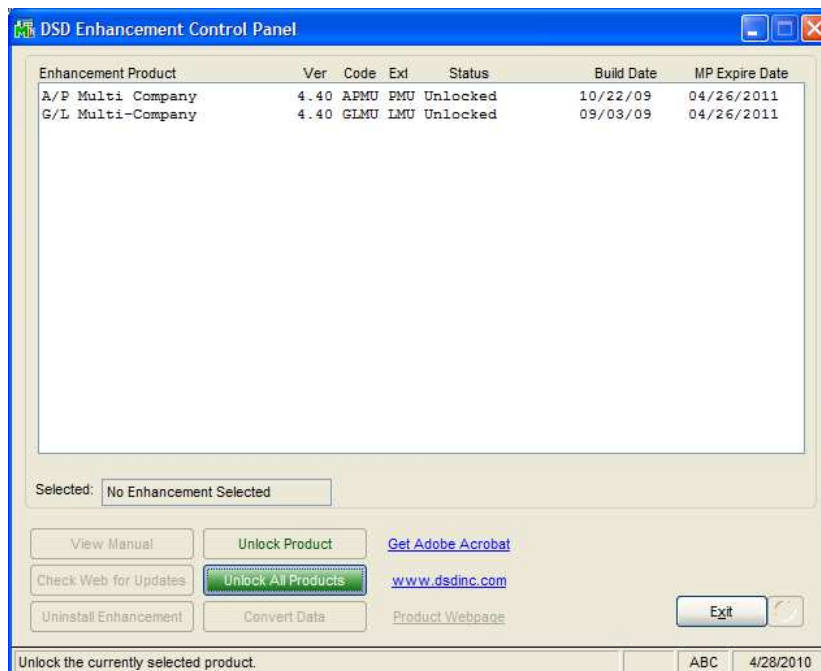 DSD Enhancement Control Panel
Enhancement Product Ver Code Ext Status Build Date MP Expire Date
A/P Multi Company 4.40 APMU PMU Unlocked 10/22/09 04/26/2011
G/L Multi-Company 4.40 GLMU LMU Unlocked 09/03/09 04/26/2011
Selected: No Enhancement Selected
View Manual Unlock Product Get Adobe Acrobat
Check Web for Updates Unlock All Products www.dsdinc.com
Uninstall Enhancement Convert Data Product Webpage Exit
Unlock the currently selected product. ABC 4/28/2010